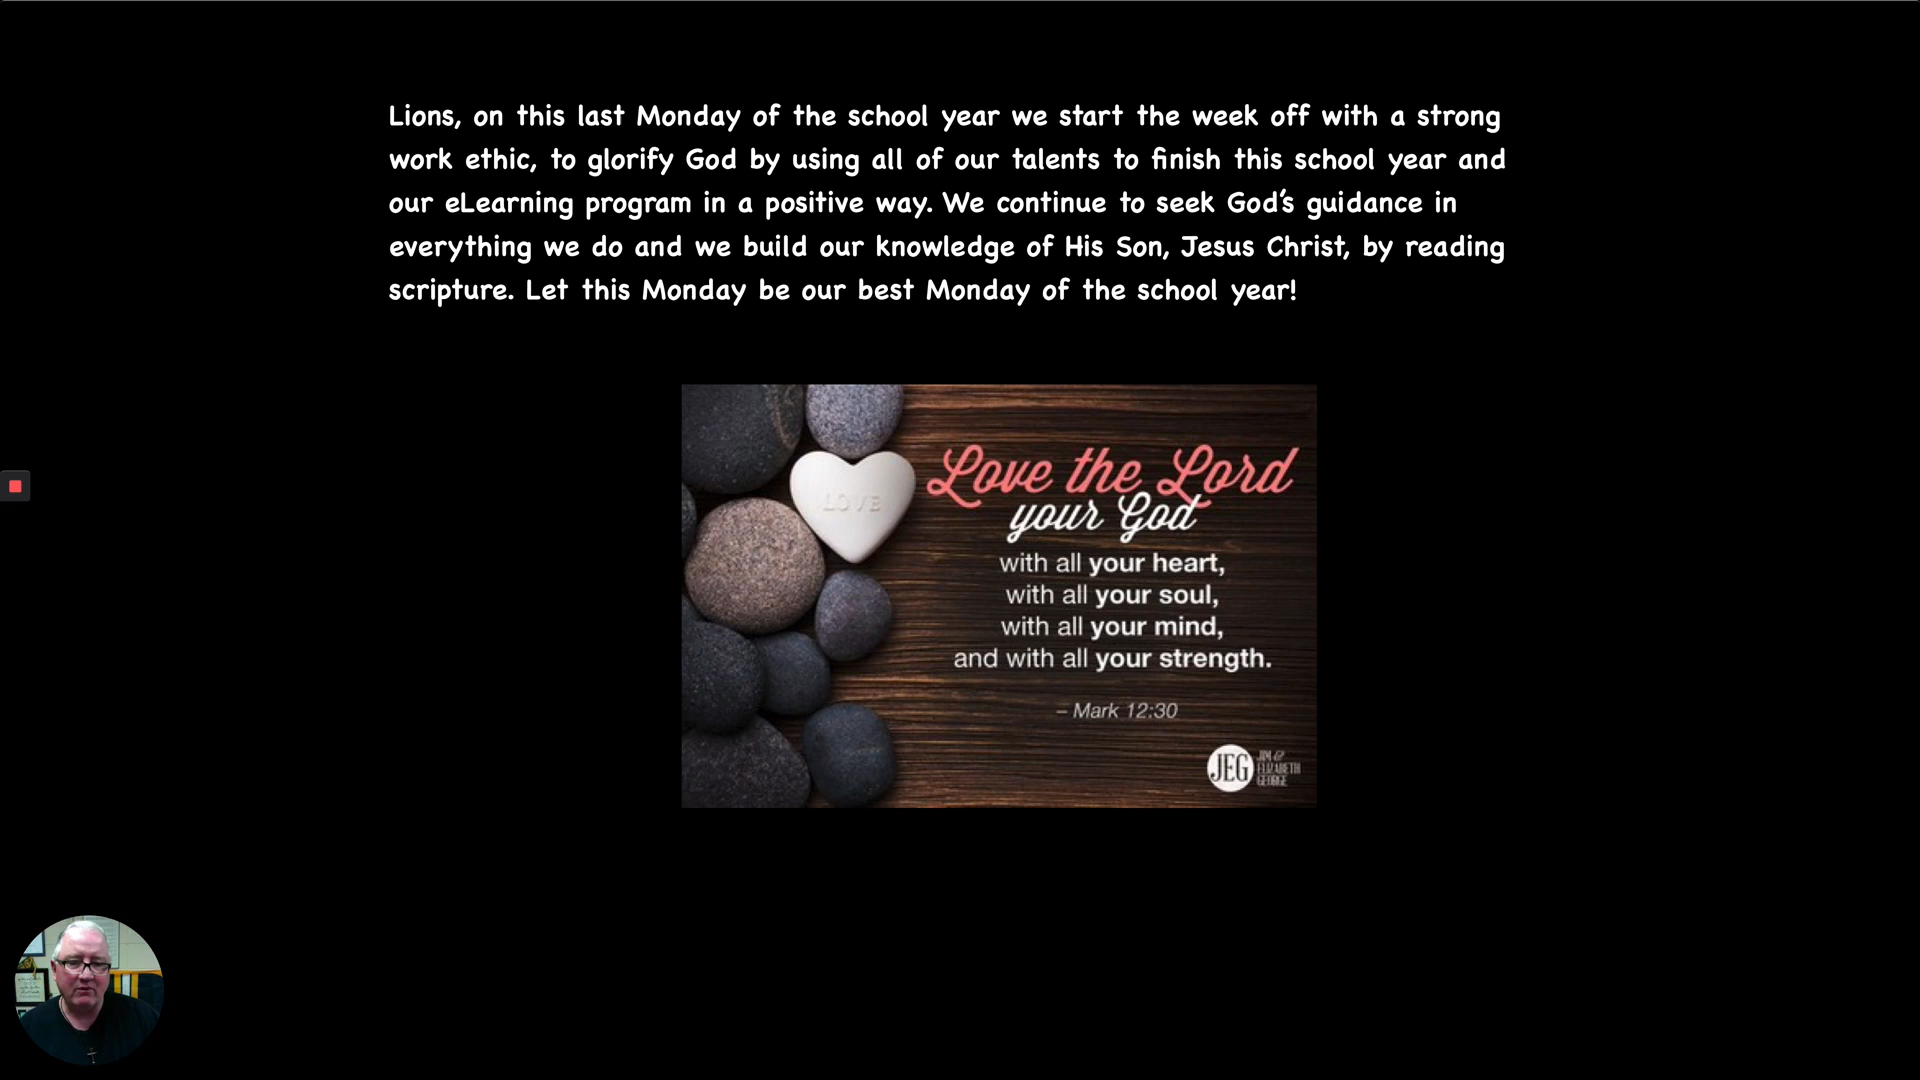 Lions, on this last Monday of the school year we start the week off with a strong
work ethic, to glorify God by using all of our talents to finish this school year and
our eLearning program in a positive way. We continue to seek God's guidance in
everything we do and we build our knowledge of His Son, Jesus Christ, by reading
scripture. Let this Monday be our best Monday of the school year!
LOVE
Love the Lord
your God
with all your heart,
with all your soul,
with all your mind,
and with all your strength.
– Mark 12:30
JEG
JIM &
ELIZABETH
GEORGE